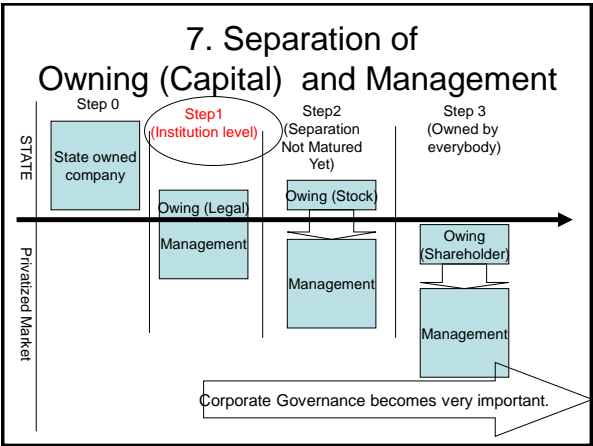 7. Separation of
Owning (Capital) and Management
Step 0
Step1
(Institution level)
Step2
(Separation
Not Matured
Yet)
Step 3
(Owned by
everybody)
STATE
State owned
company
Owing (Legal)
Management
Owing (Stock)
Management
Owing
(Shareholder)
Management
Privatized Market
Corporate Governance becomes very important.